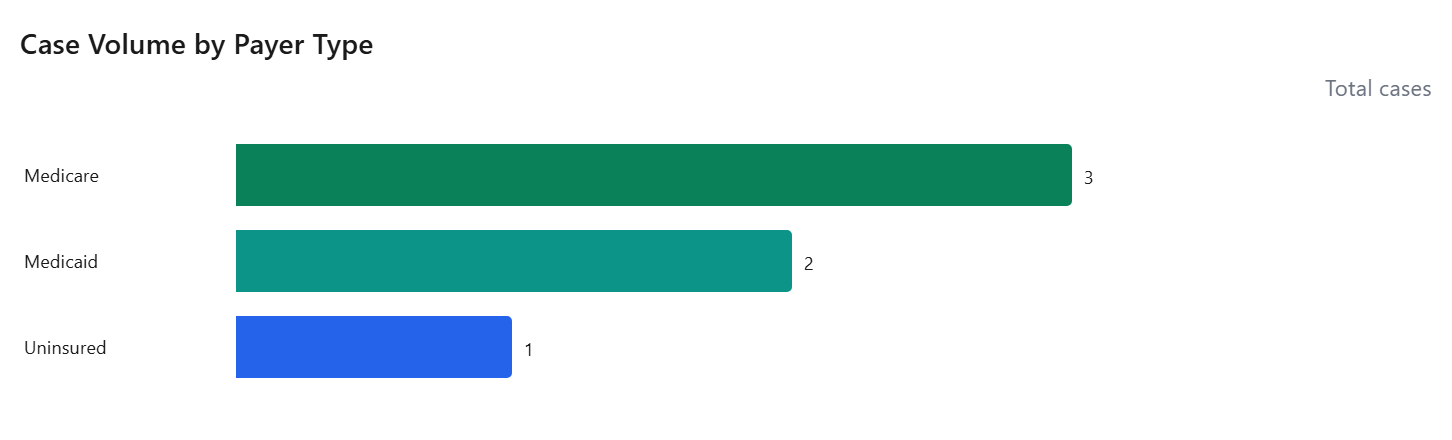 Case Volume by Payer Type
Total cases
Medicare 3
Medicaid 2
Uninsured 1